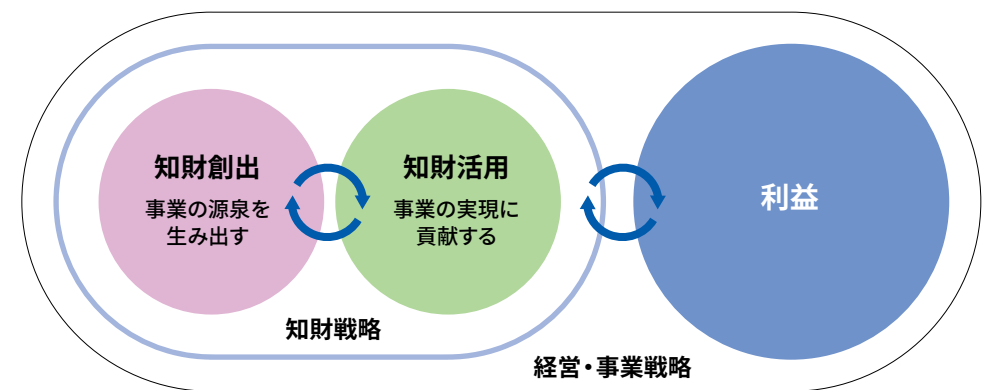 知財創出
事業の源泉を
生み出す
知財活用
事業の実現に
貢献する
利益
知財戦略
経営・事業戦略